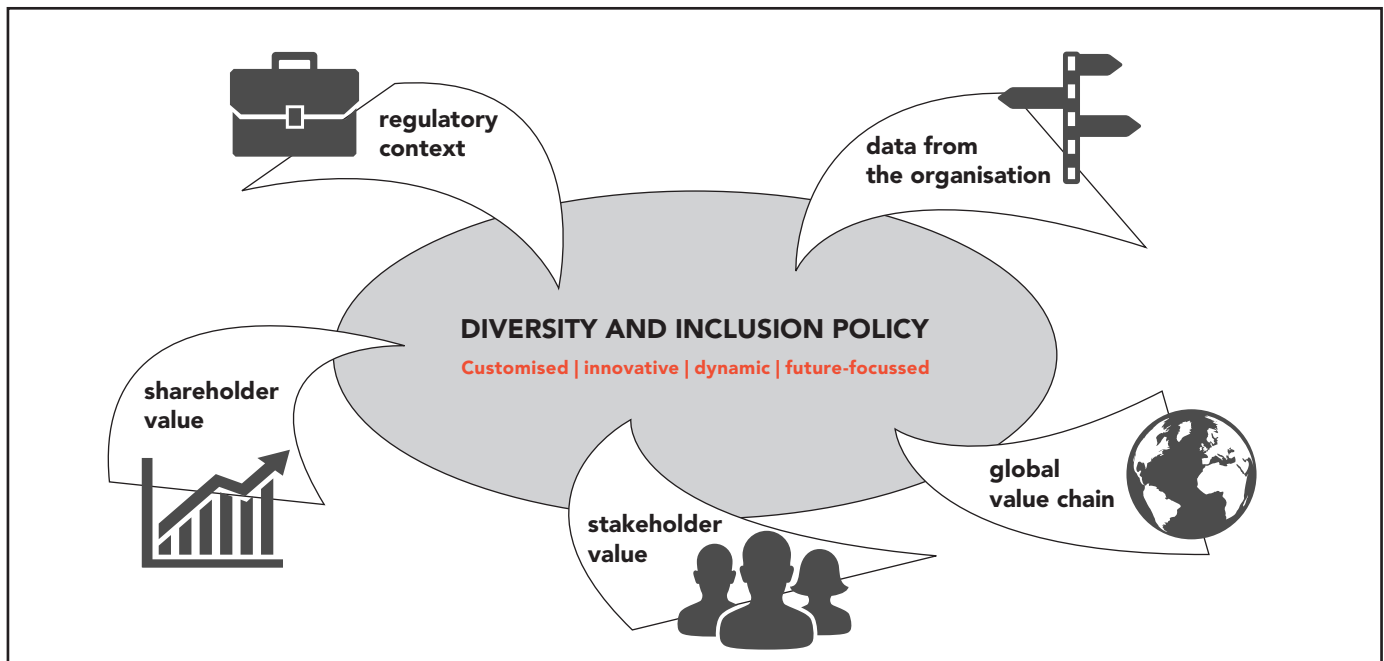 regulatory
context
data from
the organisation
DIVERSITY AND INCLUSION POLICY
Customised | innovative | dynamic | future-focussed
shareholder
value
global
value chain
stakeholder
value